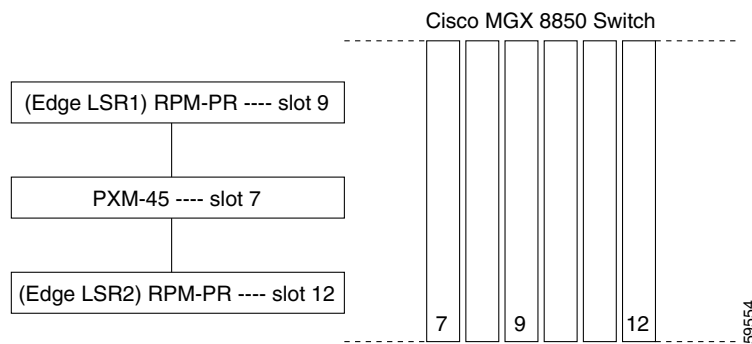 Cisco MGX 8850 Switch
(Edge LSR1) RPM-PR ---- slot 9
PXM-45 ---- slot 7
(Edge LSR2) RPM-PR ---- slot 12
7
9
12
59554